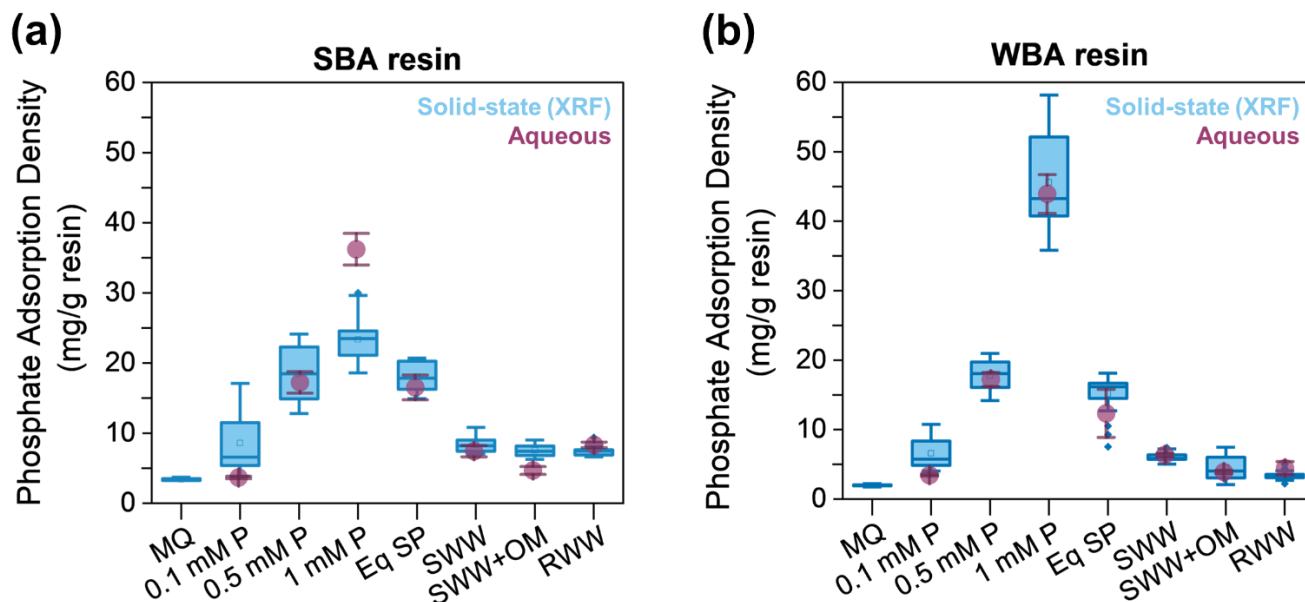 (a)
SBA resin
Phosphate Adsorption Density
(mg/g resin)
60
50
40
30
20
10
0
Solid-state (XRF)
Aqueous
MQ
0.1 mM P
0.5 mM P
1 mM P
Eq SP
SWW
SWW+OM
RWW
(b)
WBA resin
Phosphate Adsorption Density
(mg/g resin)
60
50
40
30
20
10
0
Solid-state (XRF)
Aqueous
MQ
0.1 mM P
0.5 mM P
1 mM P
Eq SP
SWW
SWW+OM
RWW